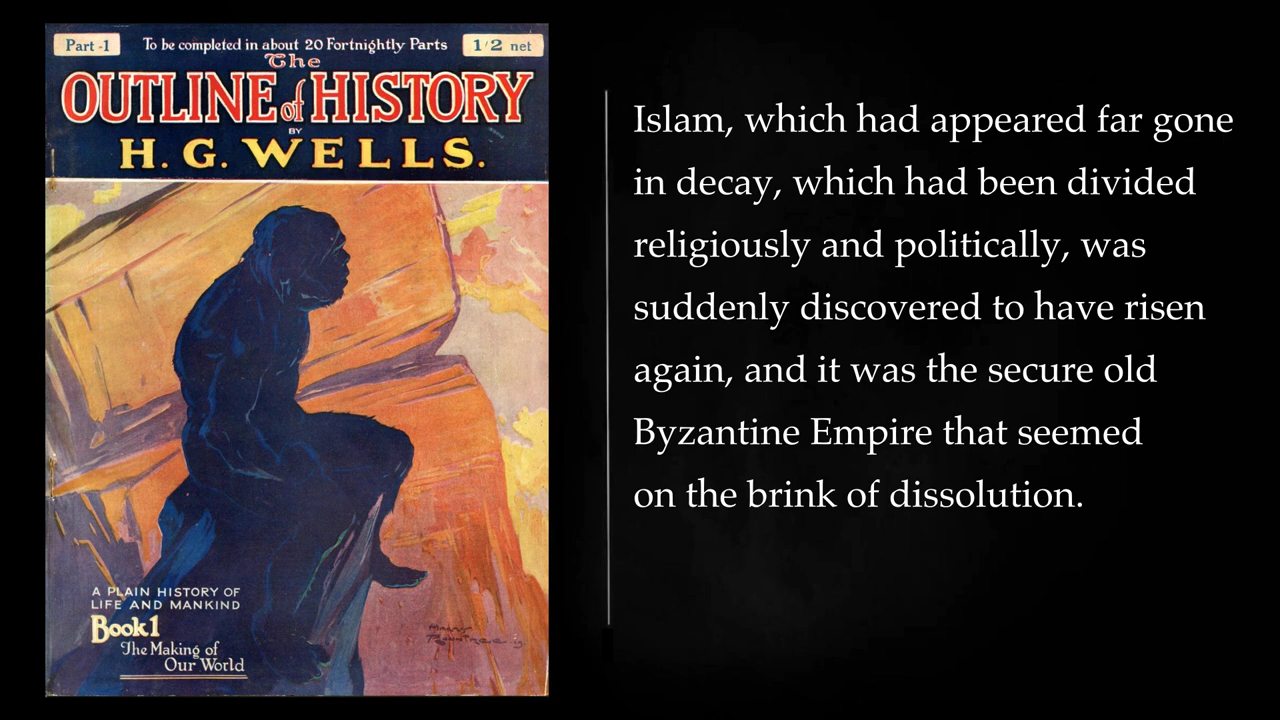 Part -1
To be completed in about 20 Fortnightly Parts
1/2 net
The
OUTLINE of HISTORY
BY
H. G. WELLS.
A PLAIN HISTORY OF
LIFE AND MANKIND
Book 1
The Making of
Our World
Islam, which had appeared far gone
in decay, which had been divided
religiously and politically, was
suddenly discovered to have risen
again, and it was the secure old
Byzantine Empire that seemed
on the brink of dissolution.